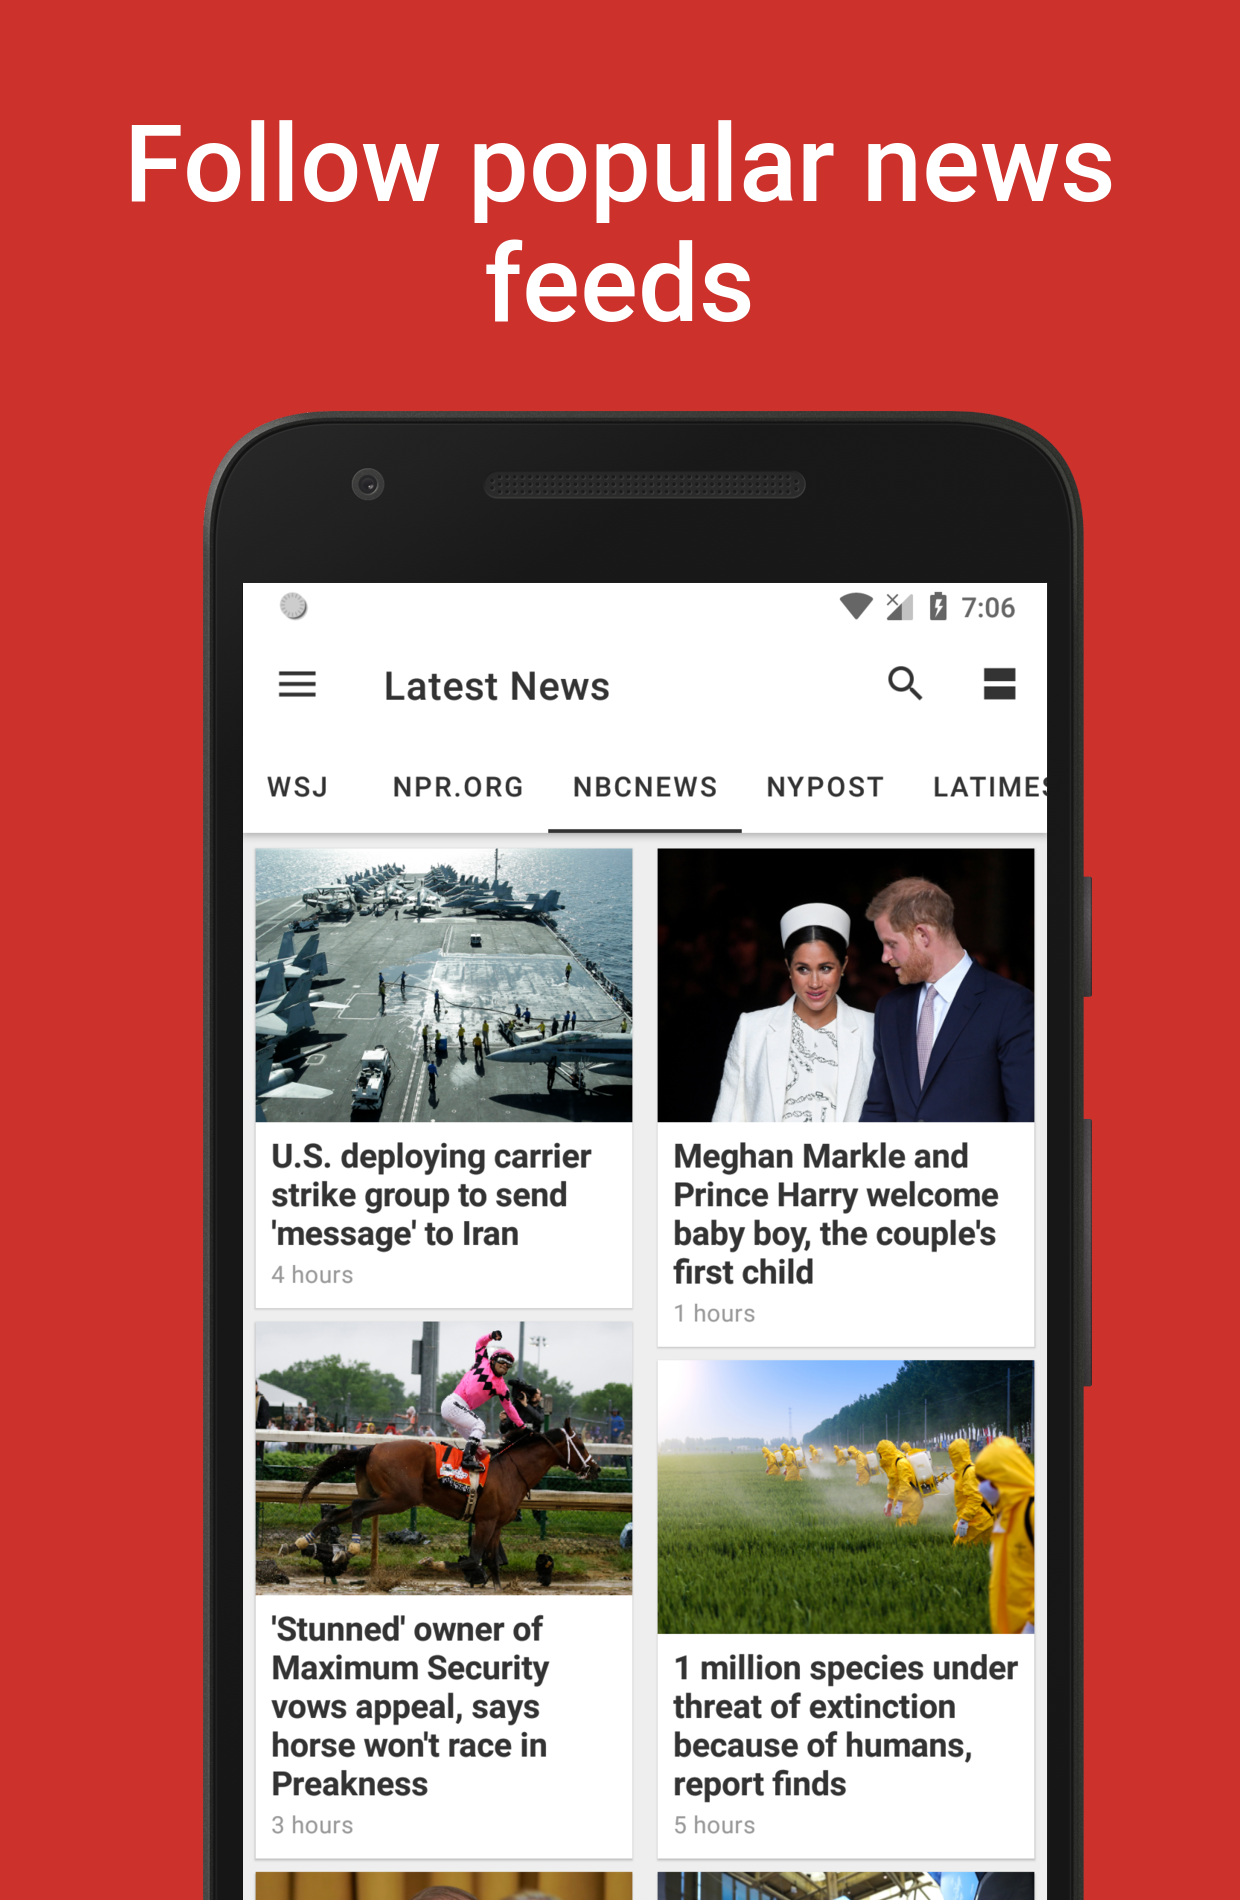 Follow popular news
feeds
7:06
Latest News
WSJ NPR.ORG NBCNEWS NYPOST LATIMES
U.S. deploying carrier
strike group to send
'message' to Iran
4 hours
Meghan Markle and
Prince Harry welcome
baby boy, the couple's
first child
1 hours
'Stunned' owner of
Maximum Security
vows appeal, says
horse won't race in
Preakness
3 hours
1 million species under
threat of extinction
because of humans,
report finds
5 hours